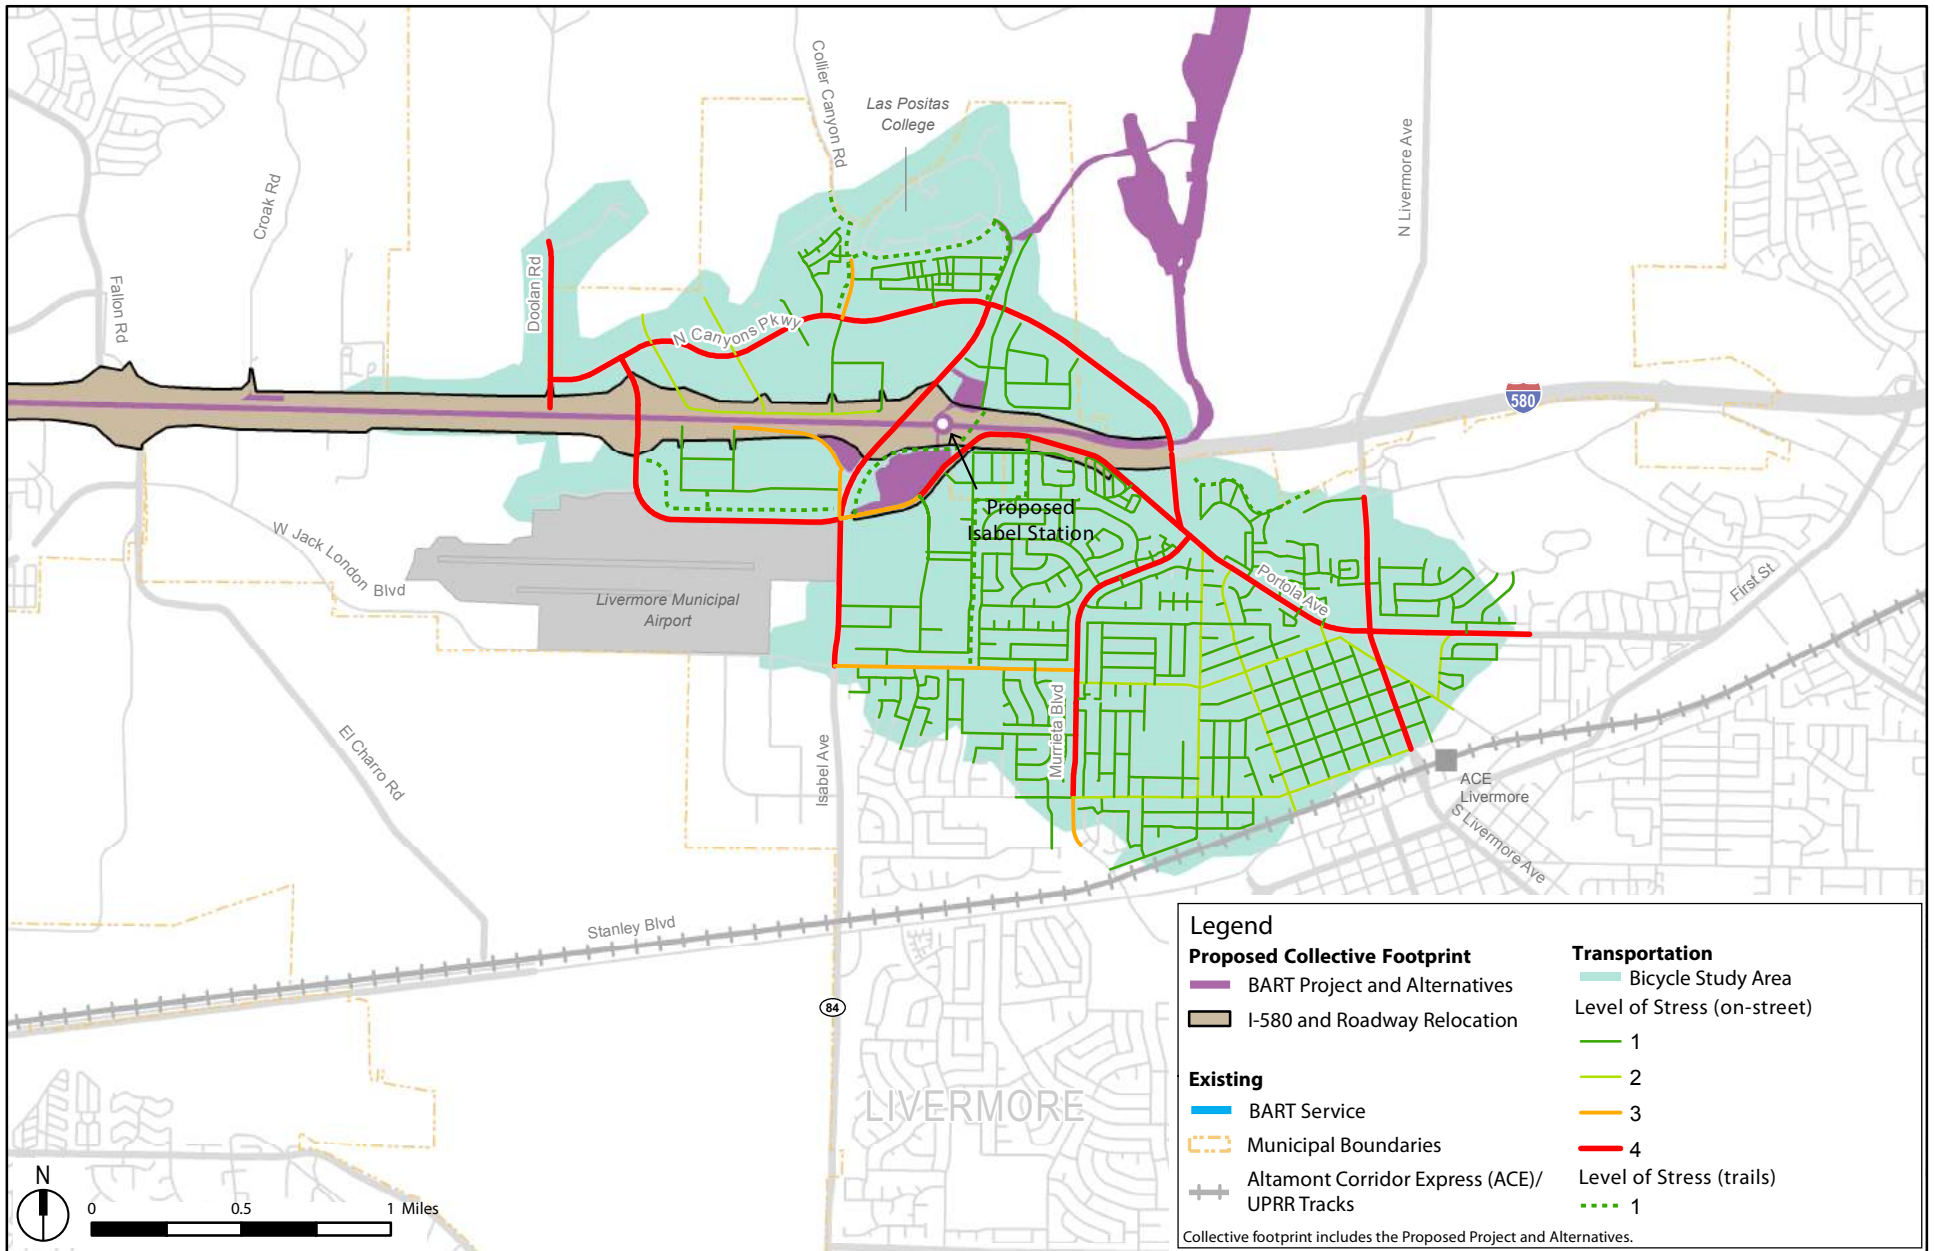 Collier Canyon Rd
Las Positas
College
N Livermore Ave
Croak Rd
Doolan Rd
Fallon Rd
N Canyons Pkwy
580
Proposed
Isabel Station
W Jack London Blvd
Livermore Municipal
Airport
Portola Ave
First St
El Charro Rd
Isabel Ave
Murrieta Blvd
ACE
Livermore
S Livermore Ave
Stanley Blvd
84
LIVERMORE
N
0 0.5 1 Miles
Legend
Proposed Collective Footprint
BART Project and Alternatives
I-580 and Roadway Relocation
Existing
BART Service
Municipal Boundaries
Altamont Corridor Express (ACE)/
UPRR Tracks
Transportation
Bicycle Study Area
Level of Stress (on-street)
1
2
3
4
Level of Stress (trails)
1
Collective footprint includes the Proposed Project and Alternatives.